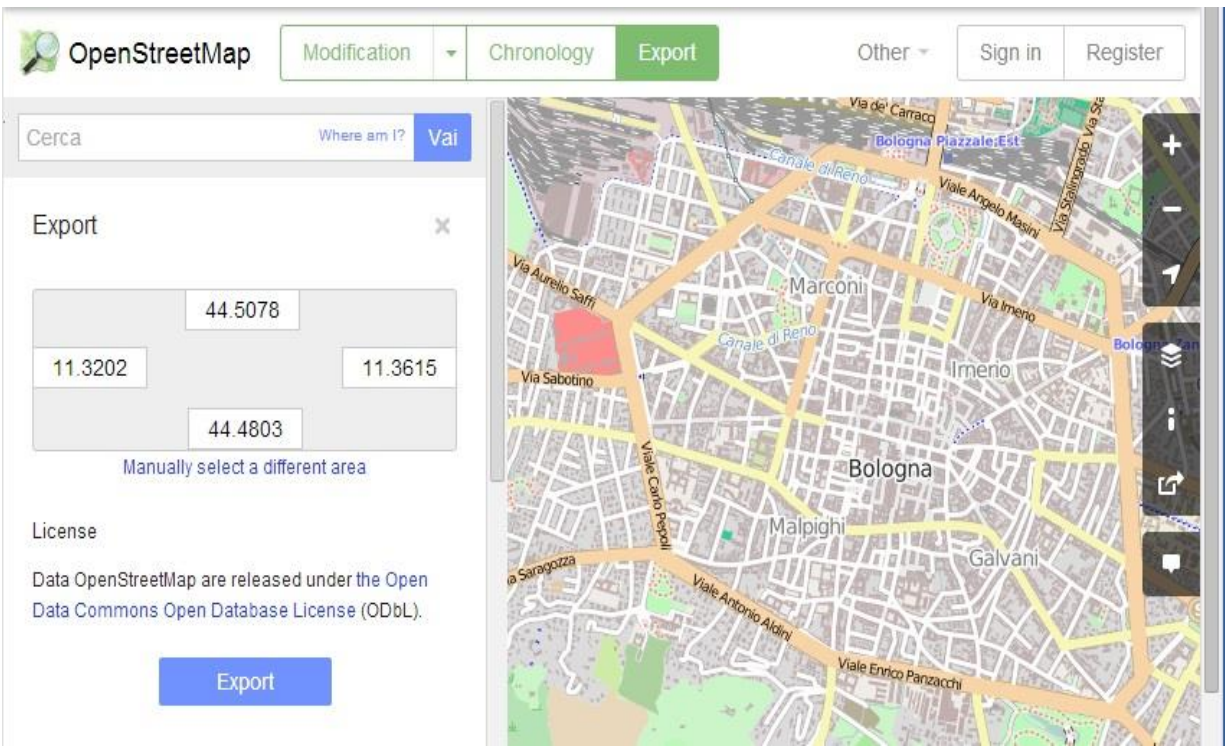 OpenStreetMap
Modification
Chronology
Export
Other
Sign in
Register
Cerca
Where am I?
Vai
Export
44.5078
11.3202
11.3615
44.4803
Manually select a different area
License
Data OpenStreetMap are released under the Open
Data Commons Open Database License (ODbL).
Export
Via de' Carracc
Bologna Piazzale Est
Canale di Reno
Viale Angelo Masini
Via Stalingrado
Via Aurelio Saffi
Marconi
Via Irnerio
Canale di Reno
Irnerio
Via Sabotino
Viale Carlo Pepoli
Bologna
Malpighi
Galvani
Saragozza
Viale Antonio Aldini
Viale Enrico Panzacchi